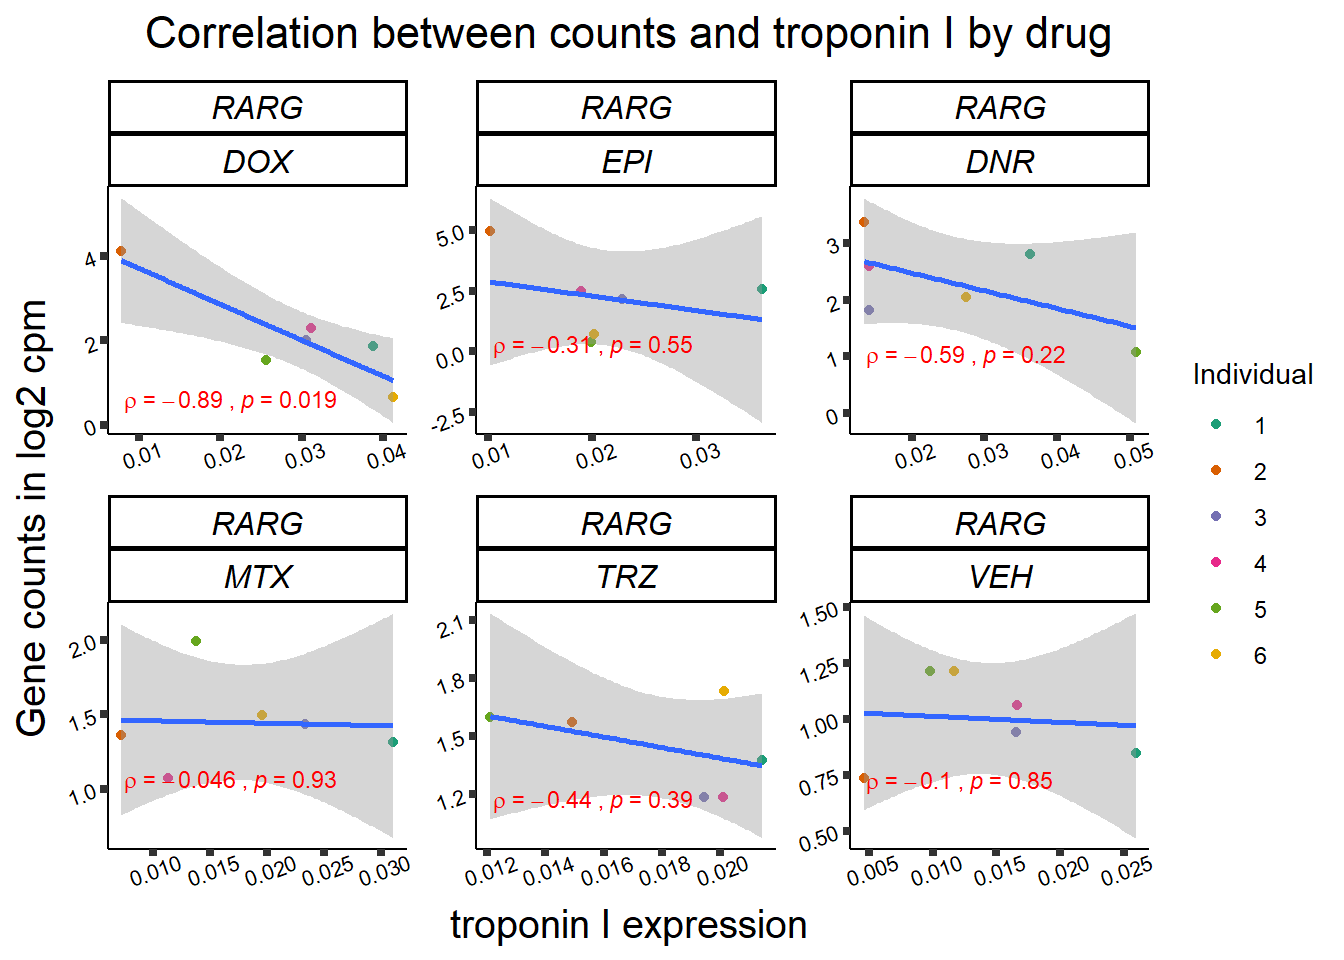 Correlation between counts and troponin I by drug
RARG
DOX
RARG
EPI
RARG
DNR
4
2
0
0.01
0.02
0.03
0.04
ρ = −0.89 , p = 0.019
5.0
2.5
0.0
-2.5
0.01
0.02
0.03
ρ = −0.31 , p = 0.55
3
2
1
0
0.02
0.03
0.04
0.05
ρ = −0.59 , p = 0.22
RARG
MTX
RARG
TRZ
RARG
VEH
2.0
1.5
1.0
0.010
0.015
0.020
0.025
0.030
ρ = −0.046 , p = 0.93
2.1
1.8
1.5
1.2
0.012
0.014
0.016
0.018
0.020
ρ = −0.44 , p = 0.39
1.50
1.25
1.00
0.75
0.50
0.005
0.010
0.015
0.020
0.025
ρ = −0.1 , p = 0.85
Gene counts in log2 cpm
troponin I expression
Individual
1
2
3
4
5
6